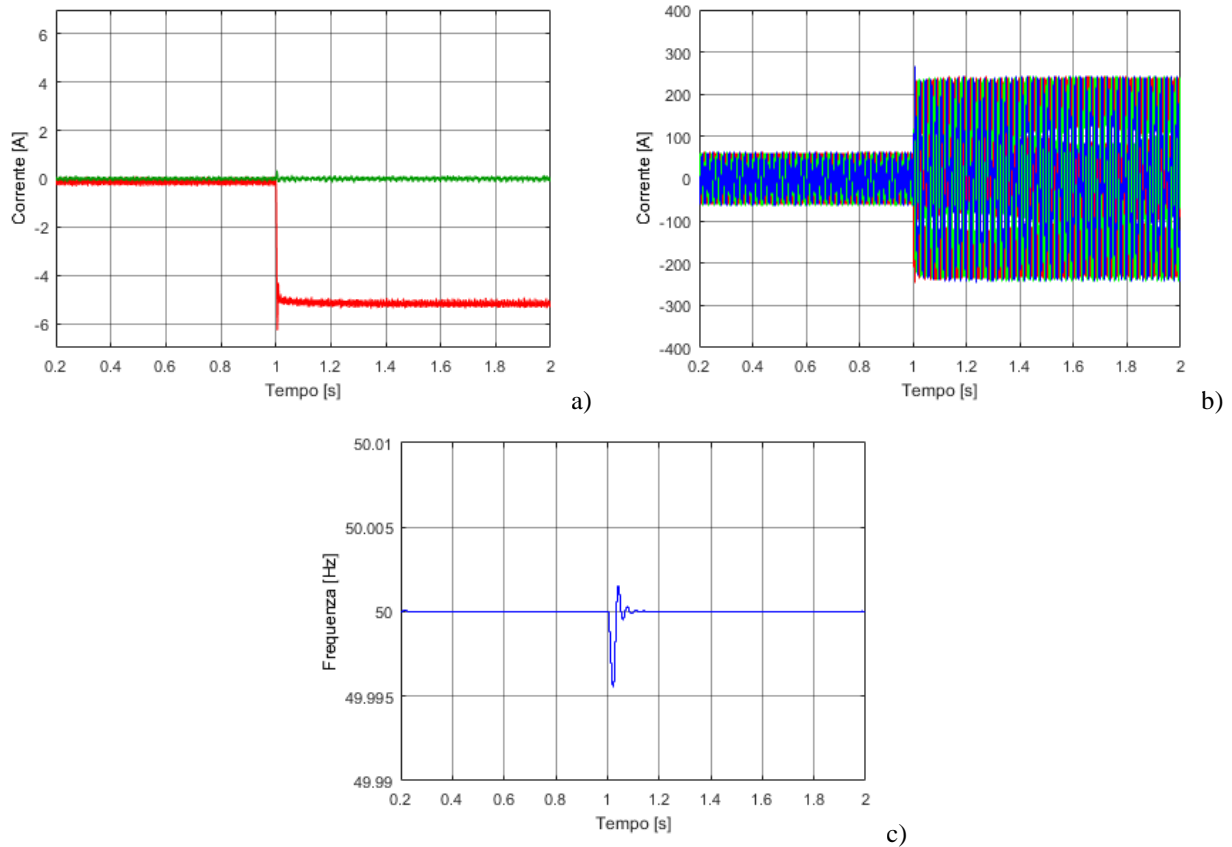 6
4
2
0
-2
-4
-6
Corrente [A]
0.2 0.4 0.6 0.8 1 1.2 1.4 1.6 1.8 2
Tempo [s]
a)
400
300
200
100
0
-100
-200
-300
-400
Corrente [A]
0.2 0.4 0.6 0.8 1 1.2 1.4 1.6 1.8 2
Tempo [s]
b)
50.01
50.005
50
49.995
49.99
Frequenza [Hz]
0.2 0.4 0.6 0.8 1 1.2 1.4 1.6 1.8 2
Tempo [s]
c)